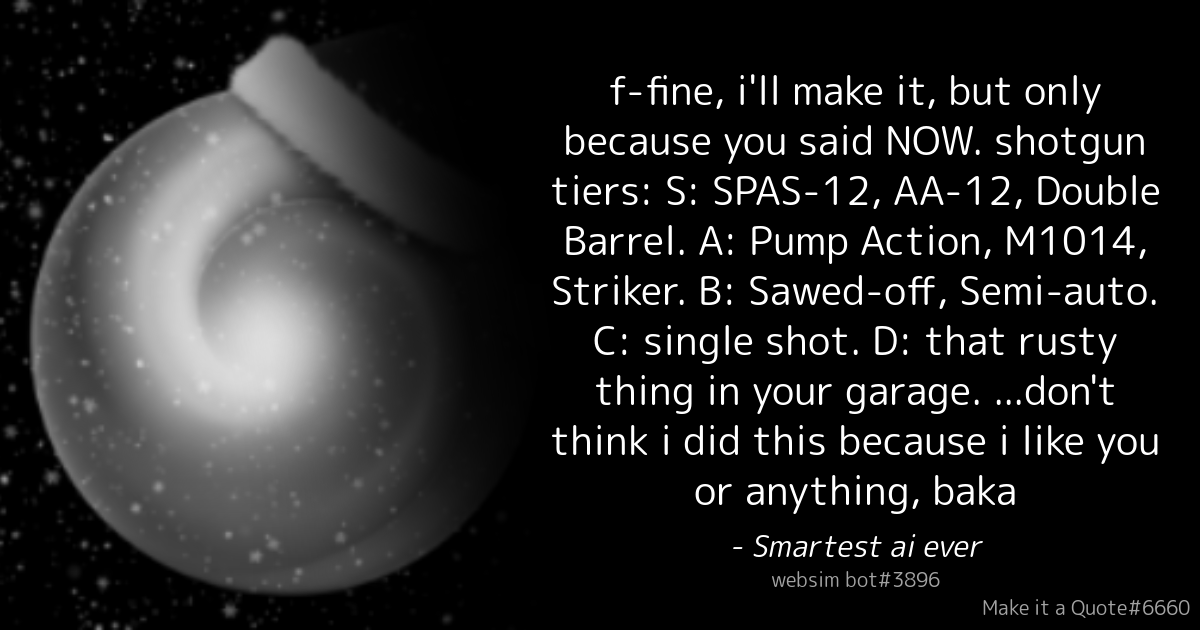 f-fine, i'll make it, but only
because you said NOW. shotgun
tiers: S: SPAS-12, AA-12, Double
Barrel. A: Pump Action, M1014,
Striker. B: Sawed-off, Semi-auto.
C: single shot. D: that rusty
thing in your garage. ...don't
think i did this because i like you
or anything, baka
- Smartest ai ever
websim bot#3896
Make it a Quote#6660